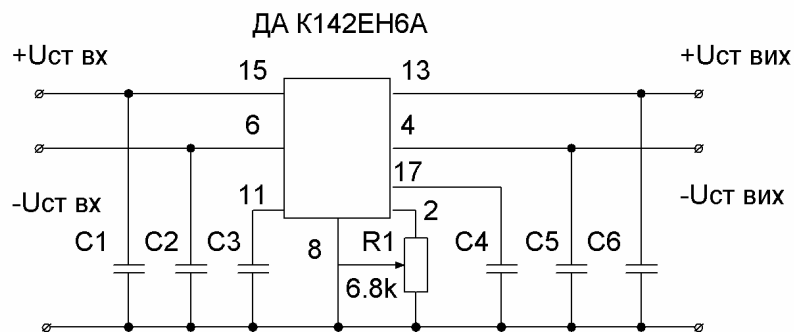 ДА К142ЕН6А
+Uст вх
+Uст вих
15
13
6
4
17
-Uст вх
11
2
-Uст вих
C1
C2
C3
8
R1
C4
C5
C6
6.8k